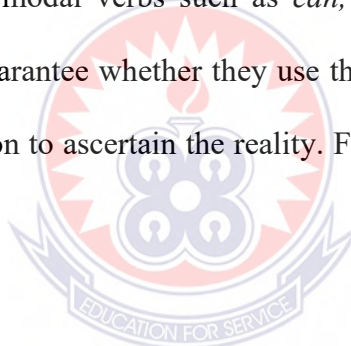 modal verbs such as can,
arantee whether they use th
on to ascertain the reality. F
EDUCATION FOR SERVICE